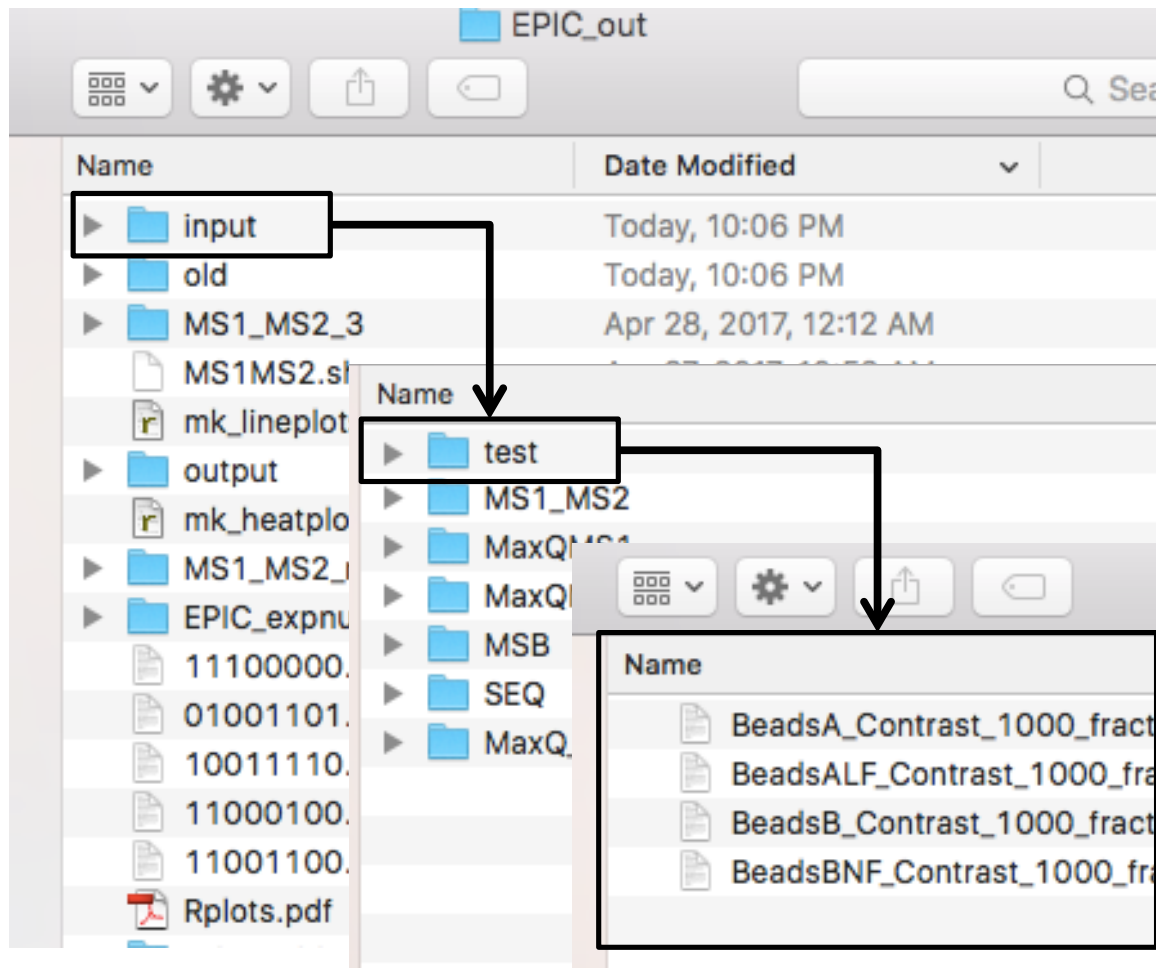 EPIC_out
Sea
Name Date Modified
input Today, 10:06 PM
old Today, 10:06 PM
MS1_MS2_3 Apr 28, 2017, 12:12 AM
MS1MS2.sh
mk_lineplot
output
mk_heatplo
MS1_MS2_
EPIC_expnu
11100000.
01001101.
10011110.
11000100.
11001100.
Rplots.pdf
Name
test
MS1_MS2
MaxQMS1
MaxQ
MSB
SEQ
MaxQ_
Name
BeadsA_Contrast_1000_fract
BeadsALF_Contrast_1000_fra
BeadsB_Contrast_1000_fract
BeadsBNF_Contrast_1000_fra